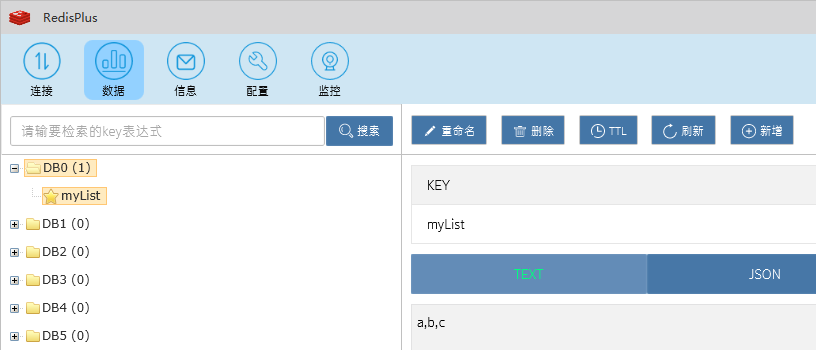 RedisPlus
连接 数据 信息 配置 监控
请输要检索的key表达式 搜索 重命名 删除 TTL 刷新 新增
DB0 (1)
myList
DB1 (0)
DB2 (0)
DB3 (0)
DB4 (0)
DB5 (0)
KEY
myList
TEXT JSON
a,b,c